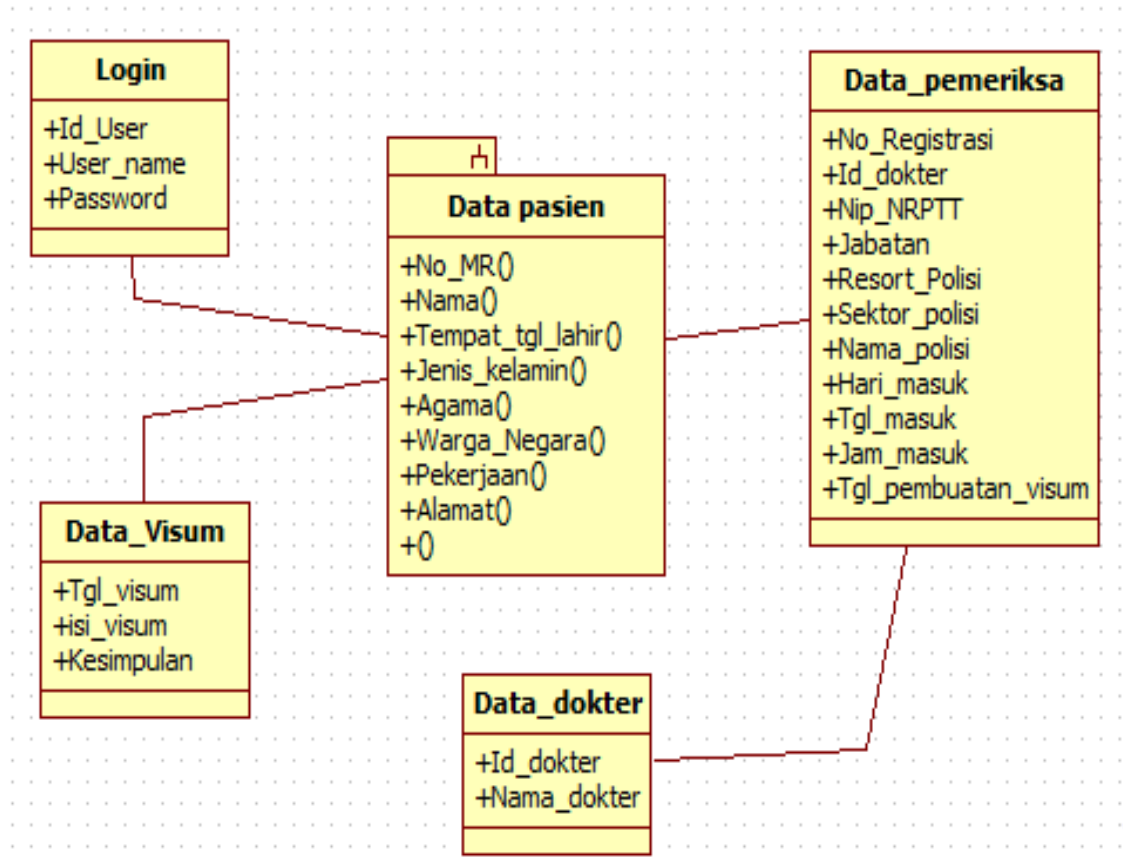 Login
+Id_User
+User_name
+Password
Data pasien
+No_MR()
+Nama()
+Tempat_tgl_lahir()
+Jenis_kelamin()
+Agama()
+Warga_Negara()
+Pekerjaan()
+Alamat()
+()
Data_pemeriksa
+No_Registrasi
+Id_dokter
+Nip_NRPTT
+Jabatan
+Resort_Polisi
+Sektor_polisi
+Nama_polisi
+Hari_masuk
+Tgl_masuk
+Jam_masuk
+Tgl_pembuatan_visum
Data_Visum
+Tgl_visum
+isi_visum
+Kesimpulan
Data_dokter
+Id_dokter
+Nama_dokter